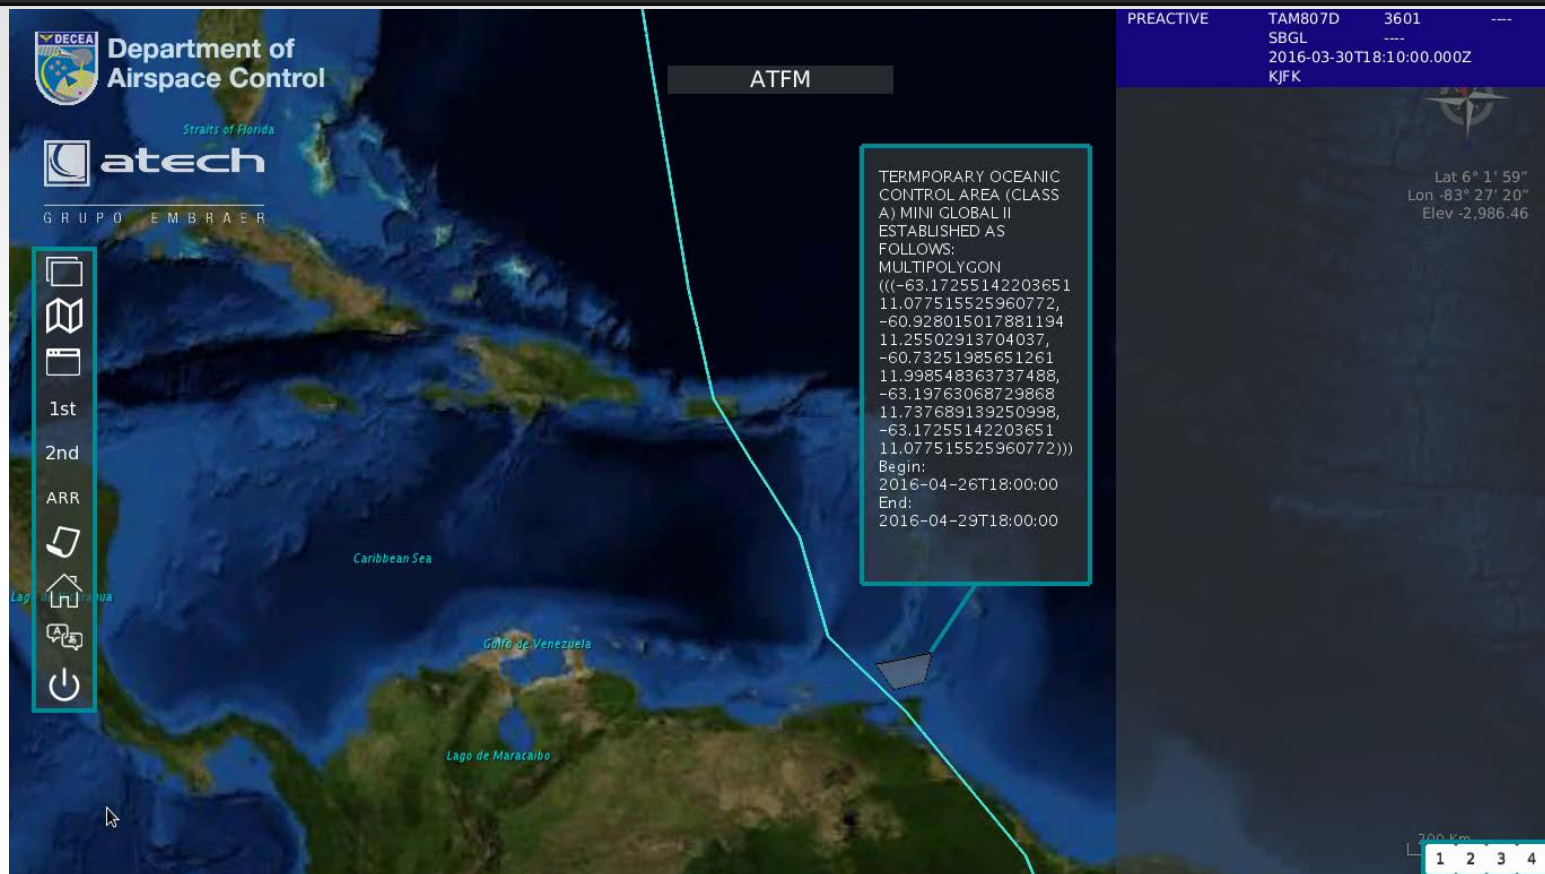 DECEA
Department of
Airspace Control
atech
GRUPO EMBRAER
1st
2nd
ARR
Straits of Florida
Caribbean Sea
Golfo de Venezuela
Lago de Maracaibo
ATFM
TERMPORARY OCEANIC
CONTROL AREA (CLASS
A) MINI GLOBAL II
ESTABLISHED AS
FOLLOWS:
MULTIPOLYGON
(((-63.17255142203651
11.077515525960772,
-60.928015017881194
11.25502913704037,
-60.73251985651261
11.998548363737488,
-63.19763068729868
11.737689139250998,
-63.17255142203651
11.077515525960772)))
Begin:
2016-04-26T18:00:00
End:
2016-04-29T18:00:00
PREACTIVE TAM807D 3601 ----
SBGL ----
2016-03-30T18:10:00.000Z
KJFK
Lat 6° 1' 59"
Lon -83° 27' 20"
Elev -2,986.46
200 Km
1 2 3 4